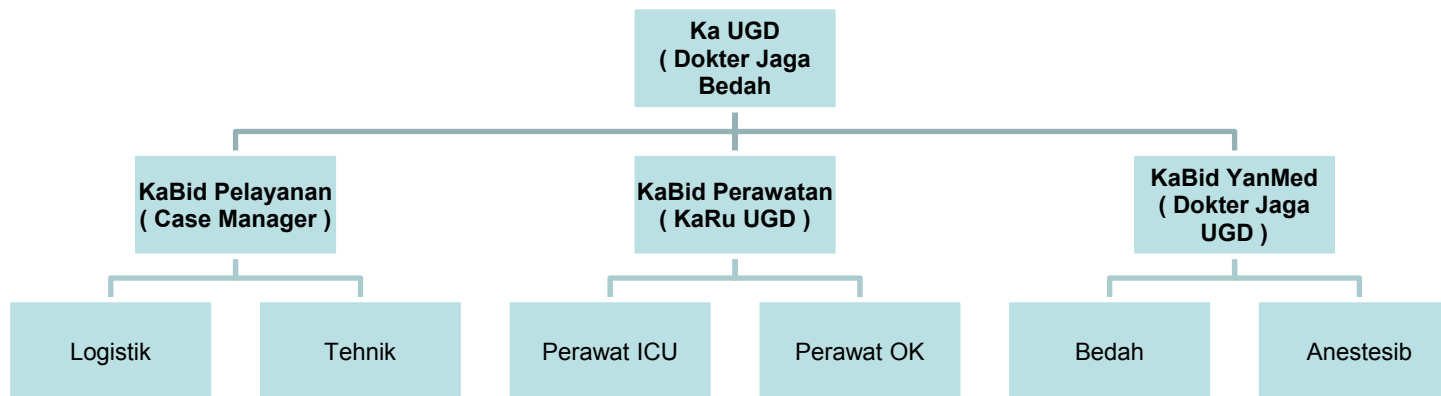 Ka UGD
( Dokter Jaga
Bedah
KaBid Pelayanan
( Case Manager )
KaBid Perawatan
( KaRu UGD )
KaBid YanMed
( Dokter Jaga
UGD )
Logistik
Tehnik
Perawat ICU
Perawat OK
Bedah
Anestesib